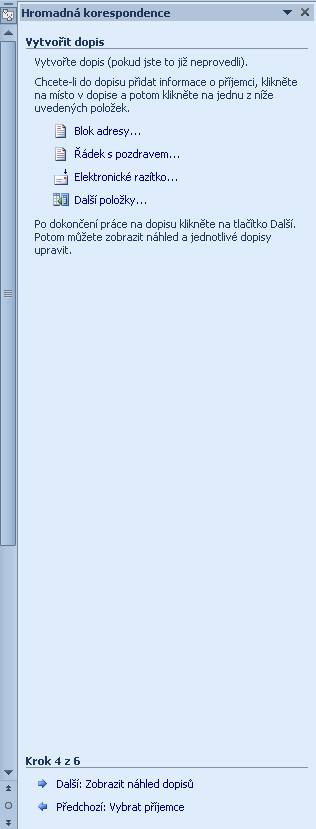 Hromadná korespondence
Vytvořit dopis
Vytvořte dopis (pokud jste to již neprovedli).
Chcete-li do dopisu přidat informace o příjemci, klikněte
na místo v dopise a potom klikněte na jednu z níže
uvedených položek.
Blok adresy...
Řádek s pozdravem...
Elektronické razítko...
Další položky...
Po dokončení práce na dopisu klikněte na tlačítko Další.
Potom můžete zobrazit náhled a jednotlivé dopisy
upravit.
Krok 4 z 6
Další: Zobrazit náhled dopisů
Předchozí: Vybrat příjemce